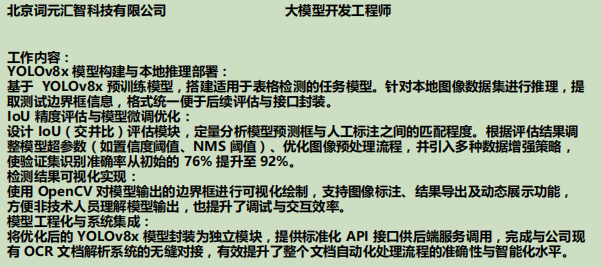 北京词元汇智科技有限公司 大模型开发工程师
工作内容：
YOLOv8x 模型构建与本地推理部署：
基于 YOLOv8x 预训练模型，搭建适用于表格检测的任务模型。针对本地图像数据集进行推理，提
取测试边界框信息，格式统一便于后续评估与接口封装。
IoU 精度评估与模型微调优化：
设计 IoU（交并比）评估模块，定量分析模型预测框与人工标注之间的匹配程度。根据评估结果调
整模型超参数（如置信度阈值、NMS 阈值）、优化图像预处理流程，并引入多种数据增强策略，
使验证集识别准确率从初始的 76% 提升至 92%。
检测结果可视化实现：
使用 OpenCV 对模型输出的边界框进行可视化绘制，支持图像标注、结果导出及动态展示功能，
方便非技术人员理解模型输出，也提升了调试与交互效率。
模型工程化与系统集成：
将优化后的 YOLOv8x 模型封装为独立模块，提供标准化 API 接口供后端服务调用，完成与公司现
有 OCR 文档解析系统的无缝对接，有效提升了整个文档自动化处理流程的准确性与智能化水平。